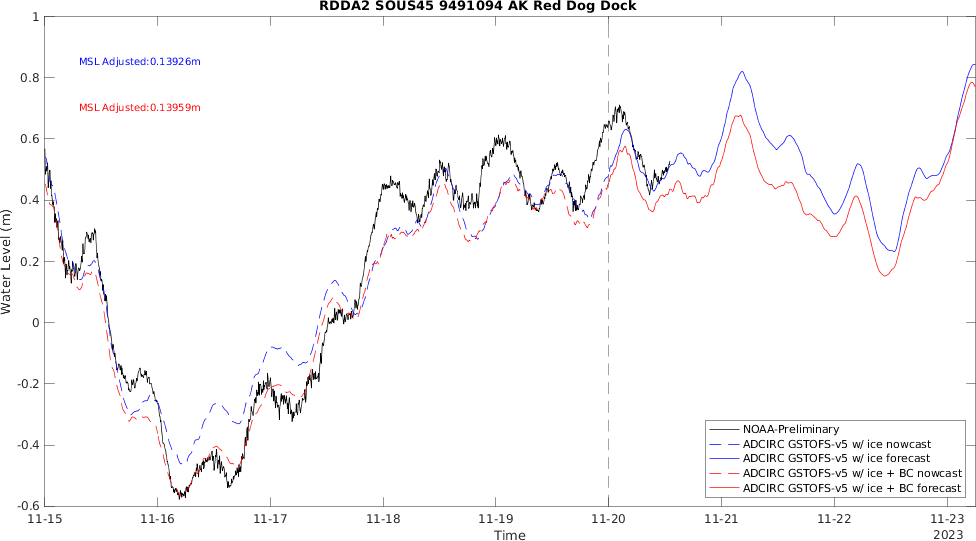 RDDA2 SOUS45 9491094 AK Red Dog Dock
MSL Adjusted:0.13926m
MSL Adjusted:0.13959m
Water Level (m)
1
0.8
0.6
0.4
0.2
0
-0.2
-0.4
-0.6
NOAA-Preliminary
ADCIRC GSTOFS-v5 w/ ice nowcast
ADCIRC GSTOFS-v5 w/ ice forecast
ADCIRC GSTOFS-v5 w/ ice + BC nowcast
ADCIRC GSTOFS-v5 w/ ice + BC forecast
11-15 11-16 11-17 11-18 11-19 11-20 11-21 11-22 11-23
Time
2023